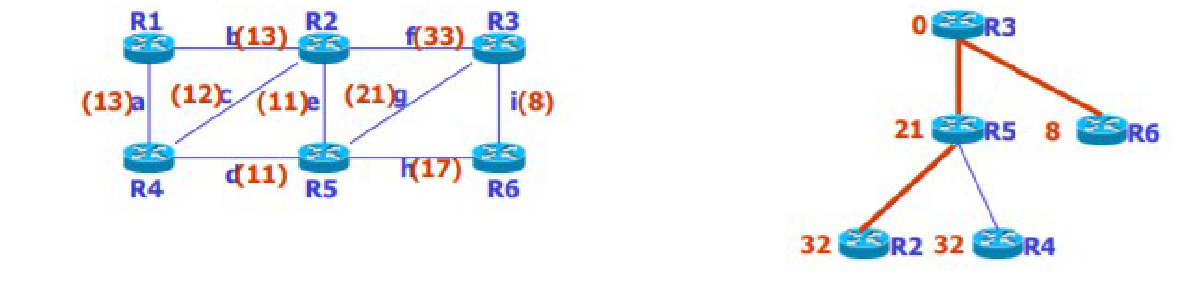 R1 R2 R3
b(13) f(33)
(13)a (12)c (11)e (21)g i(8)
d(11) h(17)
R4 R5 R6
0 R3
21 R5 8 R6
32 R2 32 R4